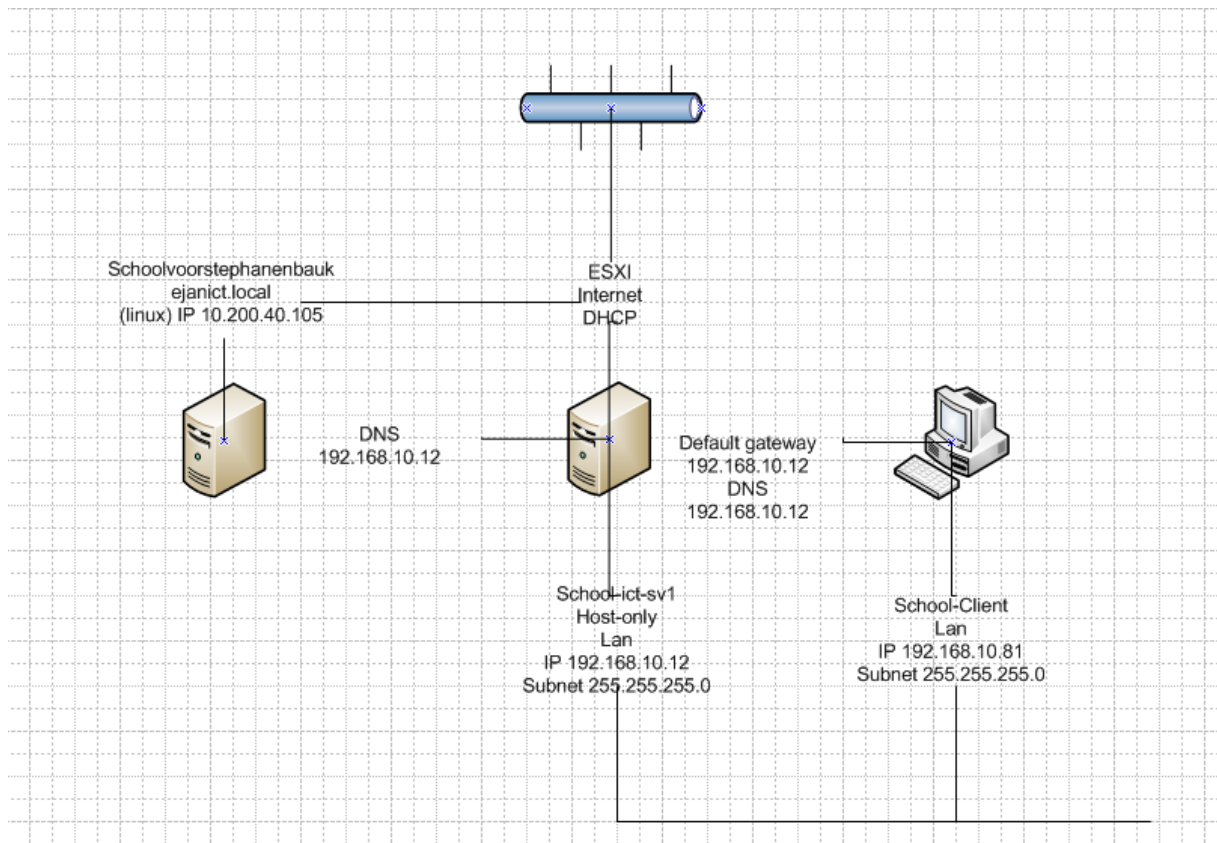 Schoolvoorstephanenbauk
ejanict.local
(linux) IP 10.200.40.105
ESXI
Internet
DHCP
DNS
192.168.10.12
Default gateway
192.168.10.12
DNS
192.168.10.12
School-ict-sv1
Host-only
Lan
IP 192.168.10.12
Subnet 255.255.255.0
School-Client
Lan
IP 192.168.10.81
Subnet 255.255.255.0